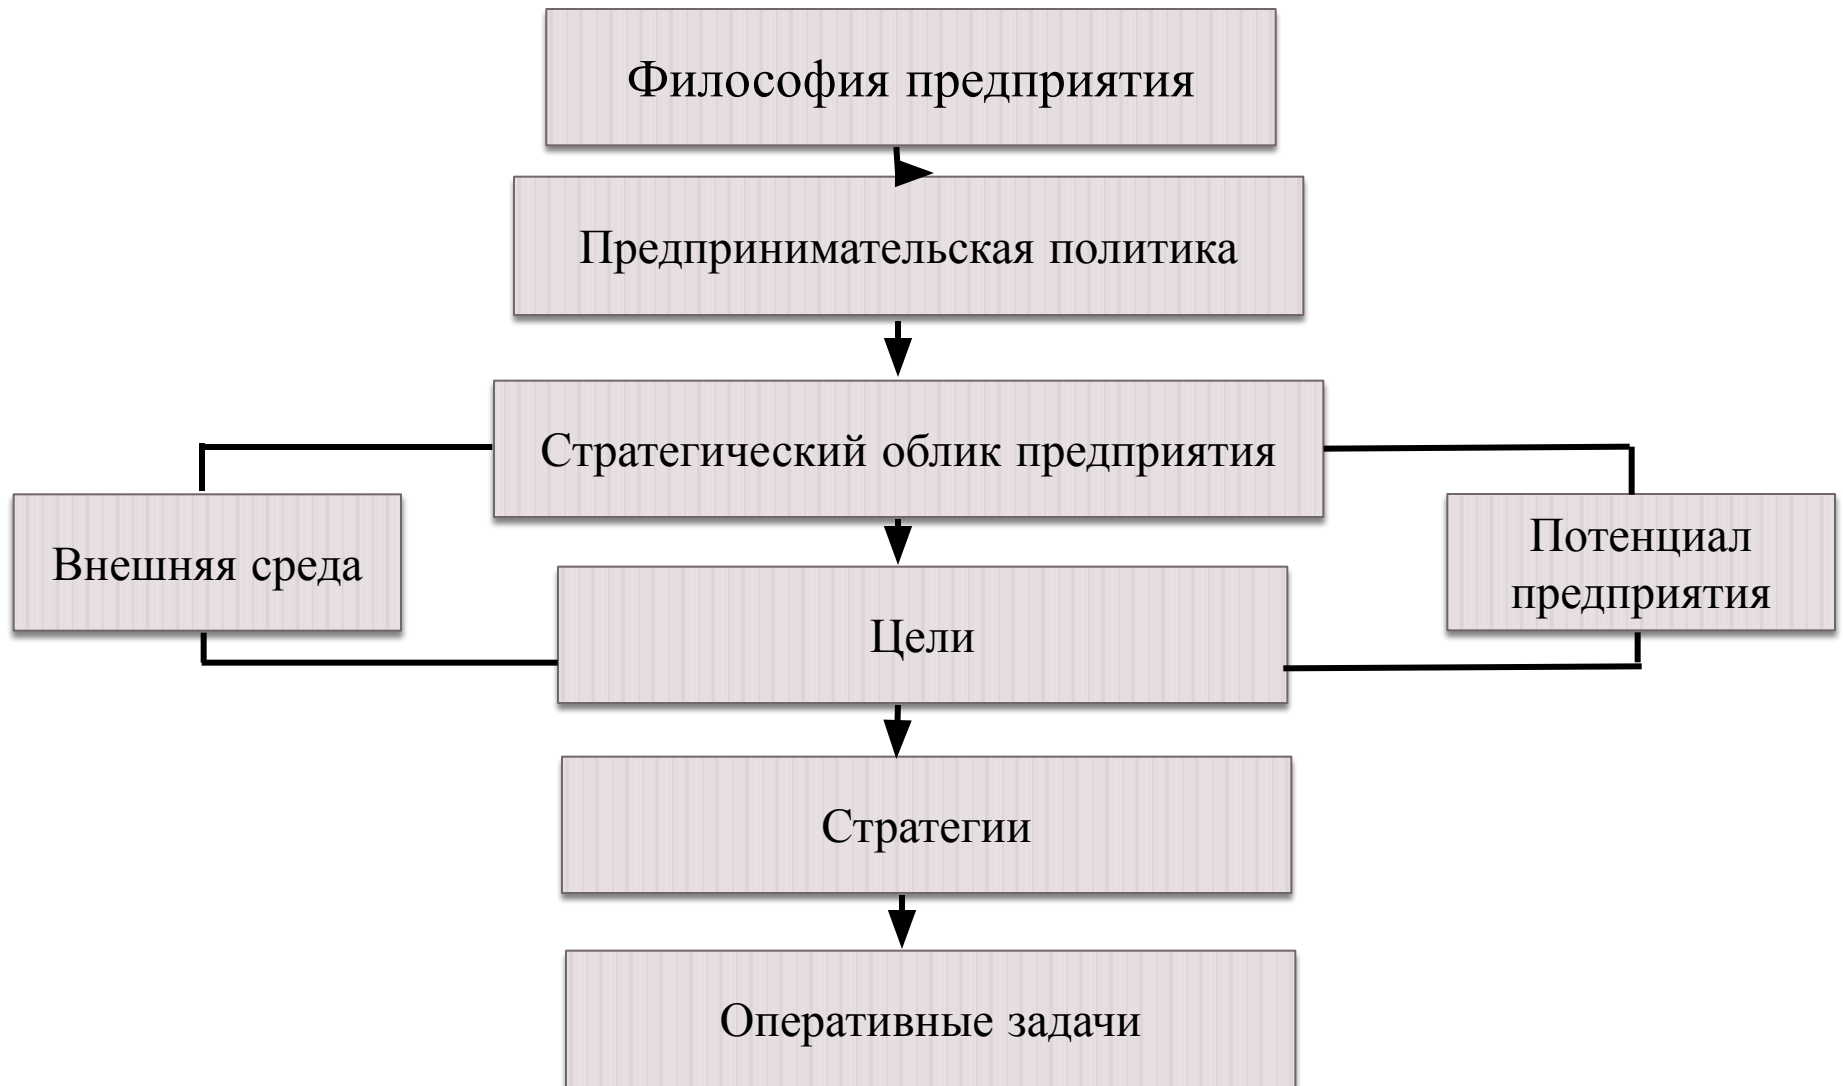 Философия предприятия
Предпринимательская политика
Стратегический облик предприятия
Внешняя среда
Потенциал
предприятия
Цели
Стратегии
Оперативные задачи